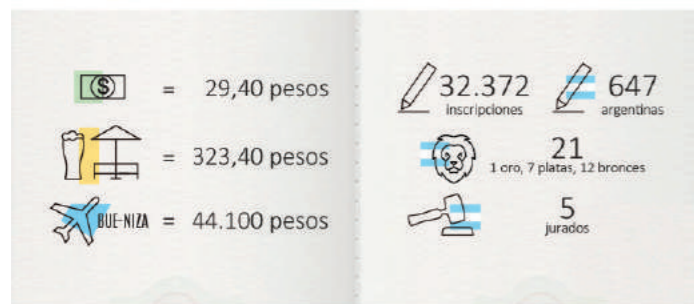 $ = 29,40 pesos
= 323,40 pesos
BUE-NIZA = 44.100 pesos
32.372
inscripciones
647
argentinas
21
1 oro, 7 platas, 12 bronces
5
jurados